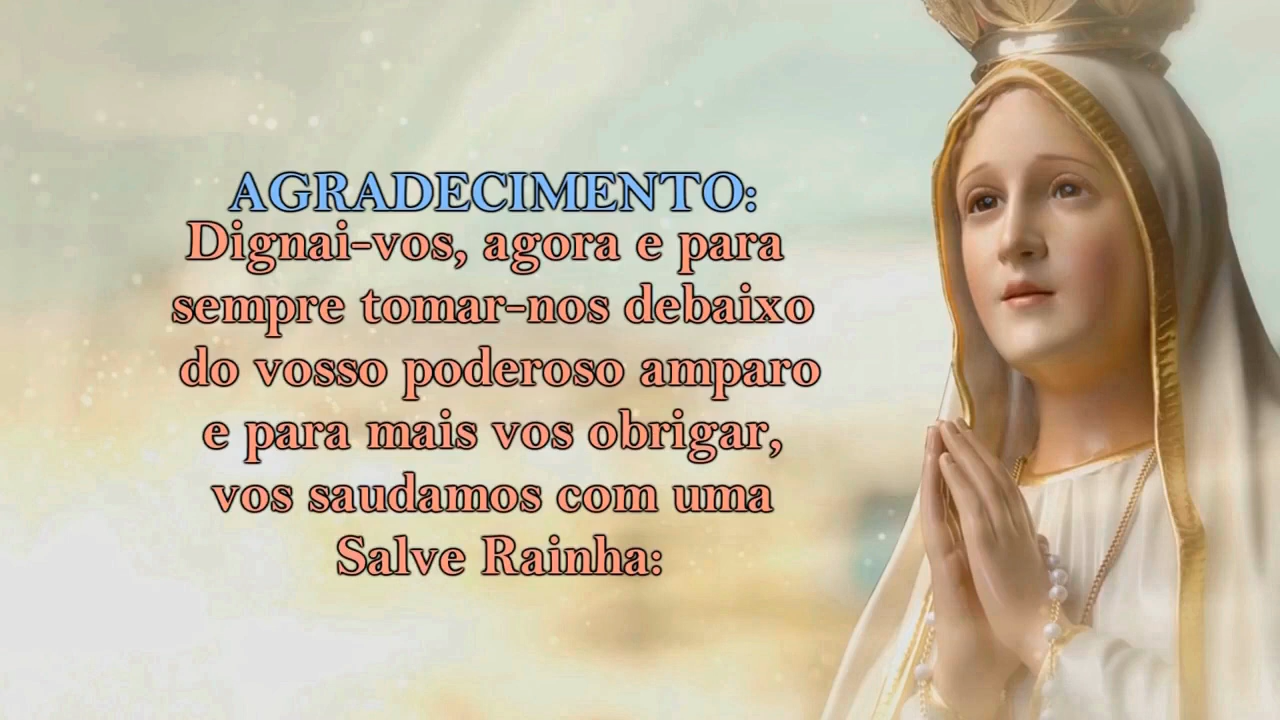 AGRADECIMENTO:
Dignai-vos, agora e para
sempre tomar-nos debaixo
do vosso poderoso amparo
e para mais vos obrigar,
vos saudamos com uma
Salve Rainha: